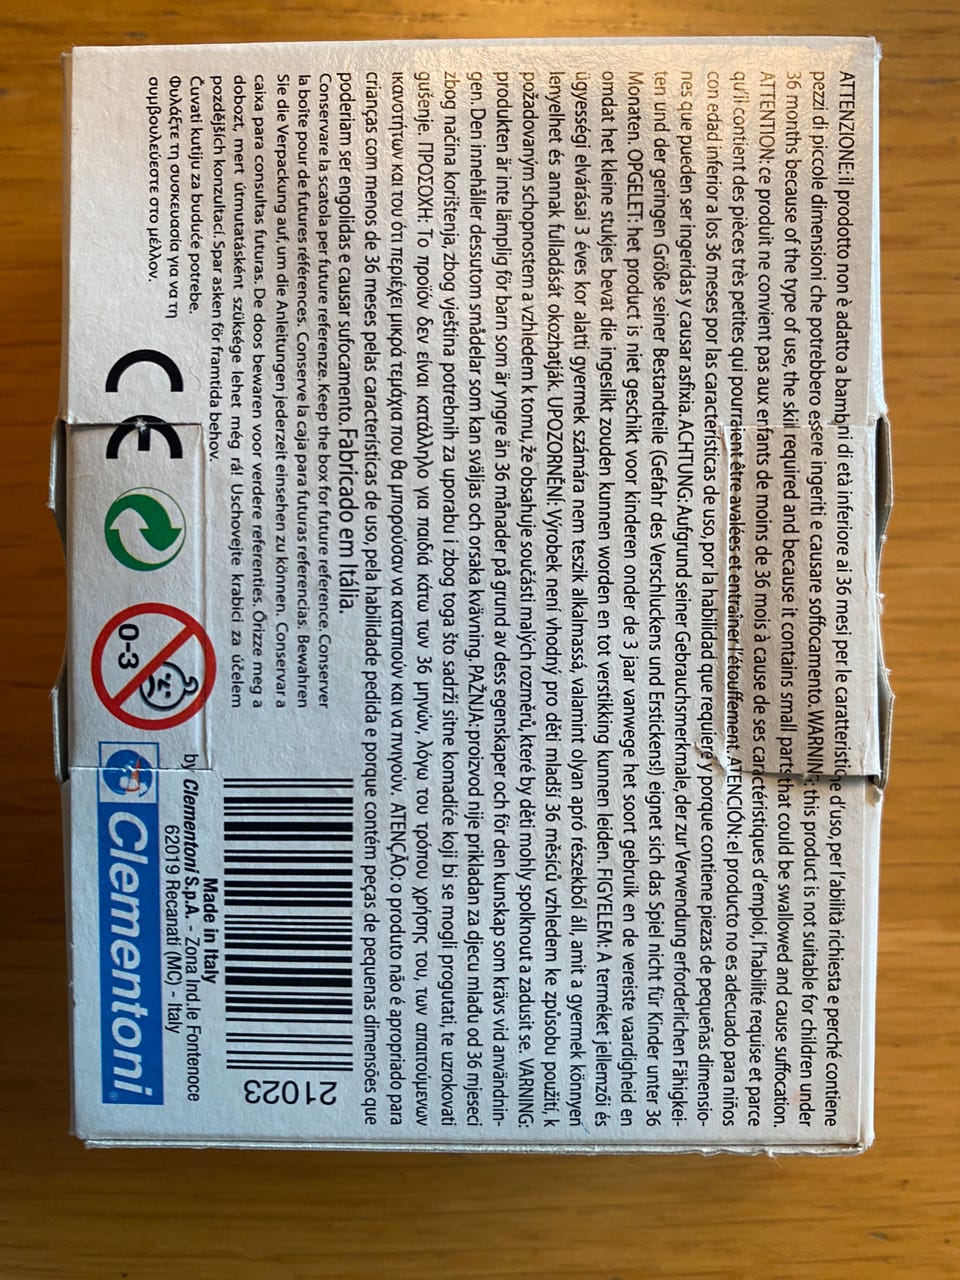 ATTENZIONE: il prodotto non è adatto a bambini di età inferiore ai 36 mesi per le caratteristiche d'uso, per l'abilità richiesta e perché contiene
pezzi di piccole dimensioni che potrebbero essere ingeriti e causare soffocamento. WARNING: this product is not suitable for children under
36 months because of the type of use, the skill required and because it contains small parts that could be swallowed and cause suffocation.
ATTENTION: ce produit ne convient pas aux enfants de moins de 36 mois à cause de ses caractéristiques d'emploi, l'habilité requise et parce
qu'il contient des pièces très petites qui pourraient être avalées et entraîner l'étouffement. ATENCIÓN: el producto no es adecuado para niños
con edad inferior a los 36 meses por las características de uso, por la habilidad que requiere y porque contiene piezas de pequeñas dimensio-
nes que pueden ser ingeridas y causar asfixia. ACHTUNG: Aufgrund seiner Gebrauchsmerkmale, der zur Verwendung erforderlichen Fähigkei-
ten und der geringen Größe seiner Bestandteile (Gefahr des Verschluckens und Erstickens!) eignet sich das Spiel nicht für Kinder unter 36
Monaten. OPGELET: het product is niet geschikt voor kinderen onder de 3 jaar vanwege het soort gebruik en de vereiste vaardigheid en
omdat het kleine stukjes bevat die ingeslikt zouden kunnen worden en tot verstikking kunnen leiden. FIGYELEM: A terméket jellemzői és
ügyességi elvárásai 3 éves kor alatti gyermek számára nem teszik alkalmassá, valamint olyan apró részekből áll, amit a gyermek könnyen
lenyelhet és annak fulladását okozhatják. UPOZORNĚNÍ: Výrobek není vhodný pro děti mladší 36 měsíců vzhledem ke způsobu použití, k
požadovaným schopnostem a vzhledem k tomu, že obsahuje součásti malých rozměrů, které by děti mohly spolknout a zadusit se. VARNING:
produkten är inte lämplig för barn som är yngre än 36 månader på grund av dess egenskaper och för den kunskap som krävs vid användnin-
gen. Den innehåller dessutom smådelar som kan sväljas och orsaka kvävning. PAŽNJA: proizvod nije prikladan za djecu mlađu od 36 mjeseci
zbog načina korištenja, zbog vještina potrebnih za uporabu i zbog toga što sadrži sitne komadiće koji bi se mogli progutati, te uzrokovati
gušenje. ΠΡΟΣΟΧΗ: Το προϊόν δεν είναι κατάλληλο για παιδιά κάτω των 36 μηνών, λόγω του τρόπου χρήσης του, των απαιτούμενων
ικανοτήτων και του ότι περιέχει μικρά τεμάχια που θα μπορούσαν να καταπιούν και να πνιγούν. ATENÇÃO: o produto não é apropriado para
crianças com menos de 36 meses pelas características de uso, pela habilidade pedida e porque contém peças de pequenas dimensões que
poderiam ser engolidas e causar sufocamento. Fabricado em Itália.
Conservare la scatola per future referenze. Keep the box for future reference. Conserver
la boîte pour de futures références. Conserve la caja para futuras referencias. Bewahren
Sie die Verpackung auf, um die Anleitungen jederzeit einsehen zu können. Conservar a
caixa para consultas futuras. De doos bewaren voor verdere referenties. Őrizze meg a
dobozt, mert útmutatásként szüksége lehet még rá! Uschovejte krabici za účelem
pozdějších konzultací. Spar asken för framtida behov.
Čuvati kutiju za buduće potrebe.
Φυλάξτε τη συσκευασία για να τη
συμβουλεύεστε στο μέλλον.
CE
0-3
21023
Made in Italy
by Clementoni S.p.A. - Zona Ind.le Fontenoce
62019 Recanati (MC) - Italy
Clementoni®